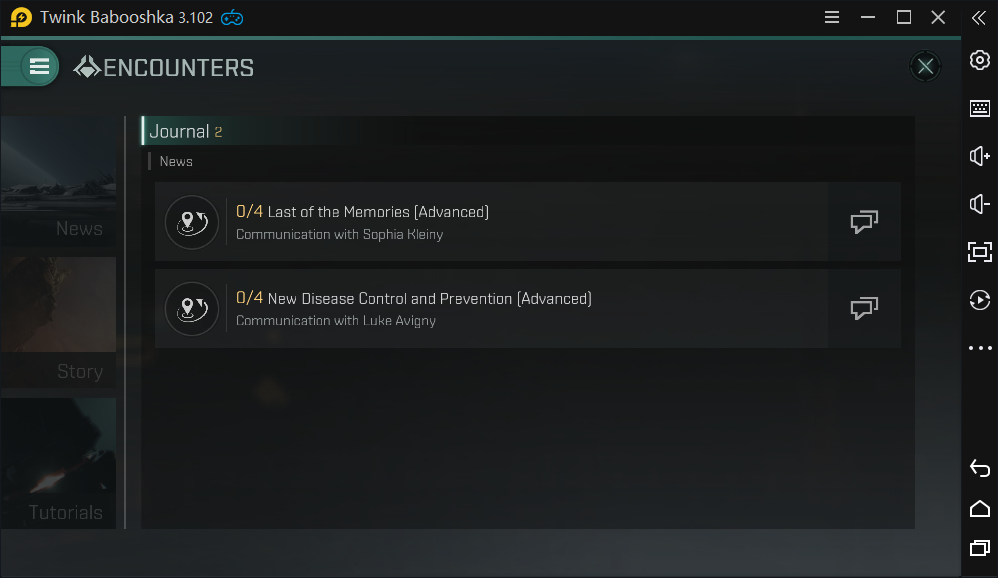 Twink Babooshka 3.102
ENCOUNTERS
Journal 2
News
0/4 Last of the Memories [Advanced]
Communication with Sophia Kleiny
0/4 New Disease Control and Prevention [Advanced]
Communication with Luke Avigny
News
Story
Tutorials